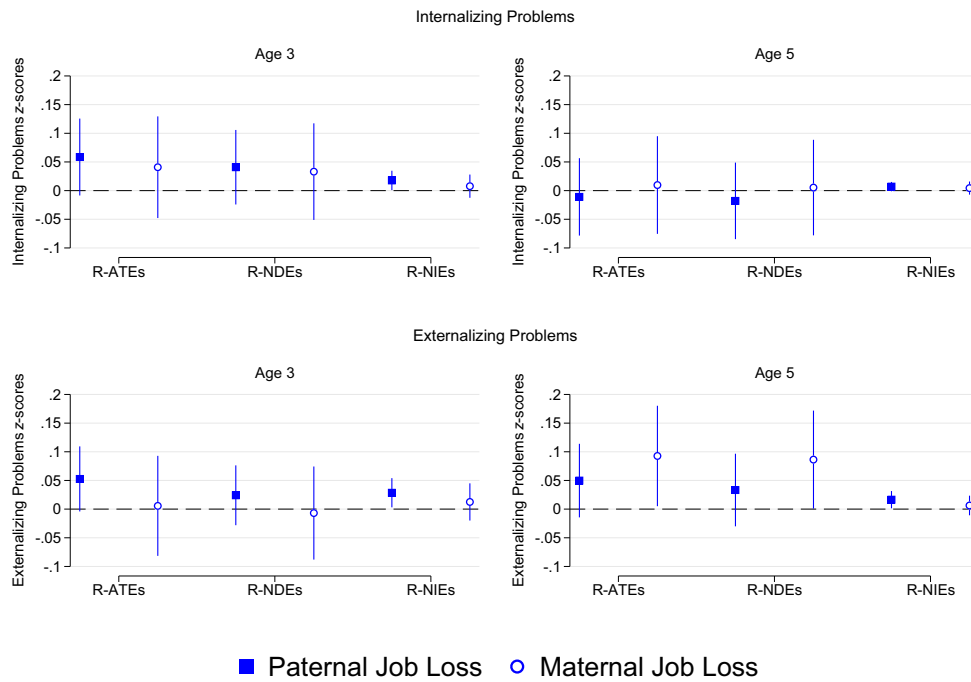 Internalizing Problems
Age 3
Age 5
Internalizing Problems z-scores
.2
.15
.1
.05
0
-.05
-.1
R-ATEs
R-NDEs
R-NIEs
Internalizing Problems z-scores
.2
.15
.1
.05
0
-.05
-.1
R-ATEs
R-NDEs
R-NIEs
Externalizing Problems
Age 3
Age 5
Externalizing Problems z-scores
.2
.15
.1
.05
0
-.05
-.1
R-ATEs
R-NDEs
R-NIEs
Externalizing Problems z-scores
.2
.15
.1
.05
0
-.05
-.1
R-ATEs
R-NDEs
R-NIEs
Paternal Job Loss
Maternal Job Loss